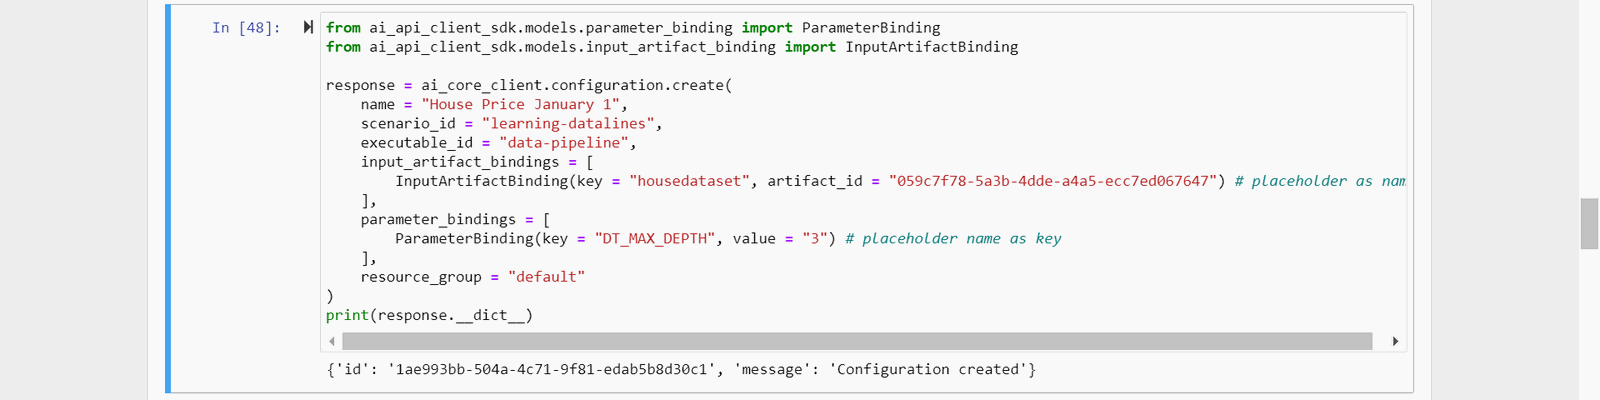 In [48]:
from ai_api_client_sdk.models.parameter_binding import ParameterBinding
from ai_api_client_sdk.models.input_artifact_binding import InputArtifactBinding

response = ai_core_client.configuration.create(
    name = "House Price January 1",
    scenario_id = "learning-datalines",
    executable_id = "data-pipeline",
    input_artifact_bindings = [
        InputArtifactBinding(key = "housedataset", artifact_id = "059c7f78-5a3b-4dde-a4a5-ecc7ed067647") # placeholder as nam
    ],
    parameter_bindings = [
        ParameterBinding(key = "DT_MAX_DEPTH", value = "3") # placeholder name as key
    ],
    resource_group = "default"
)
print(response.__dict__)
{'id': '1ae993bb-504a-4c71-9f81-edab5b8d30c1', 'message': 'Configuration created'}